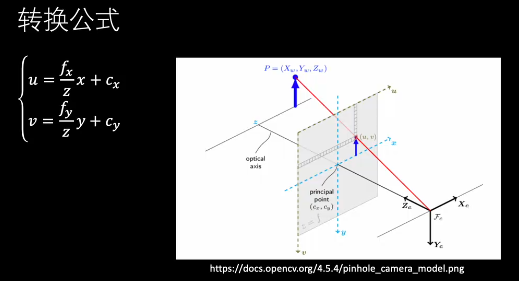 转换公式
u = f_x/z x + c_x
v = f_y/z y + c_y
P = (X_w, Y_w, Z_w)
u
z
(u, v)
optical
axis
x
principal
point
(c_x, c_y)
Z_c
X_c
F_c
z = f
y
Y_c
v
https://docs.opencv.org/4.5.4/pinhole_camera_model.png